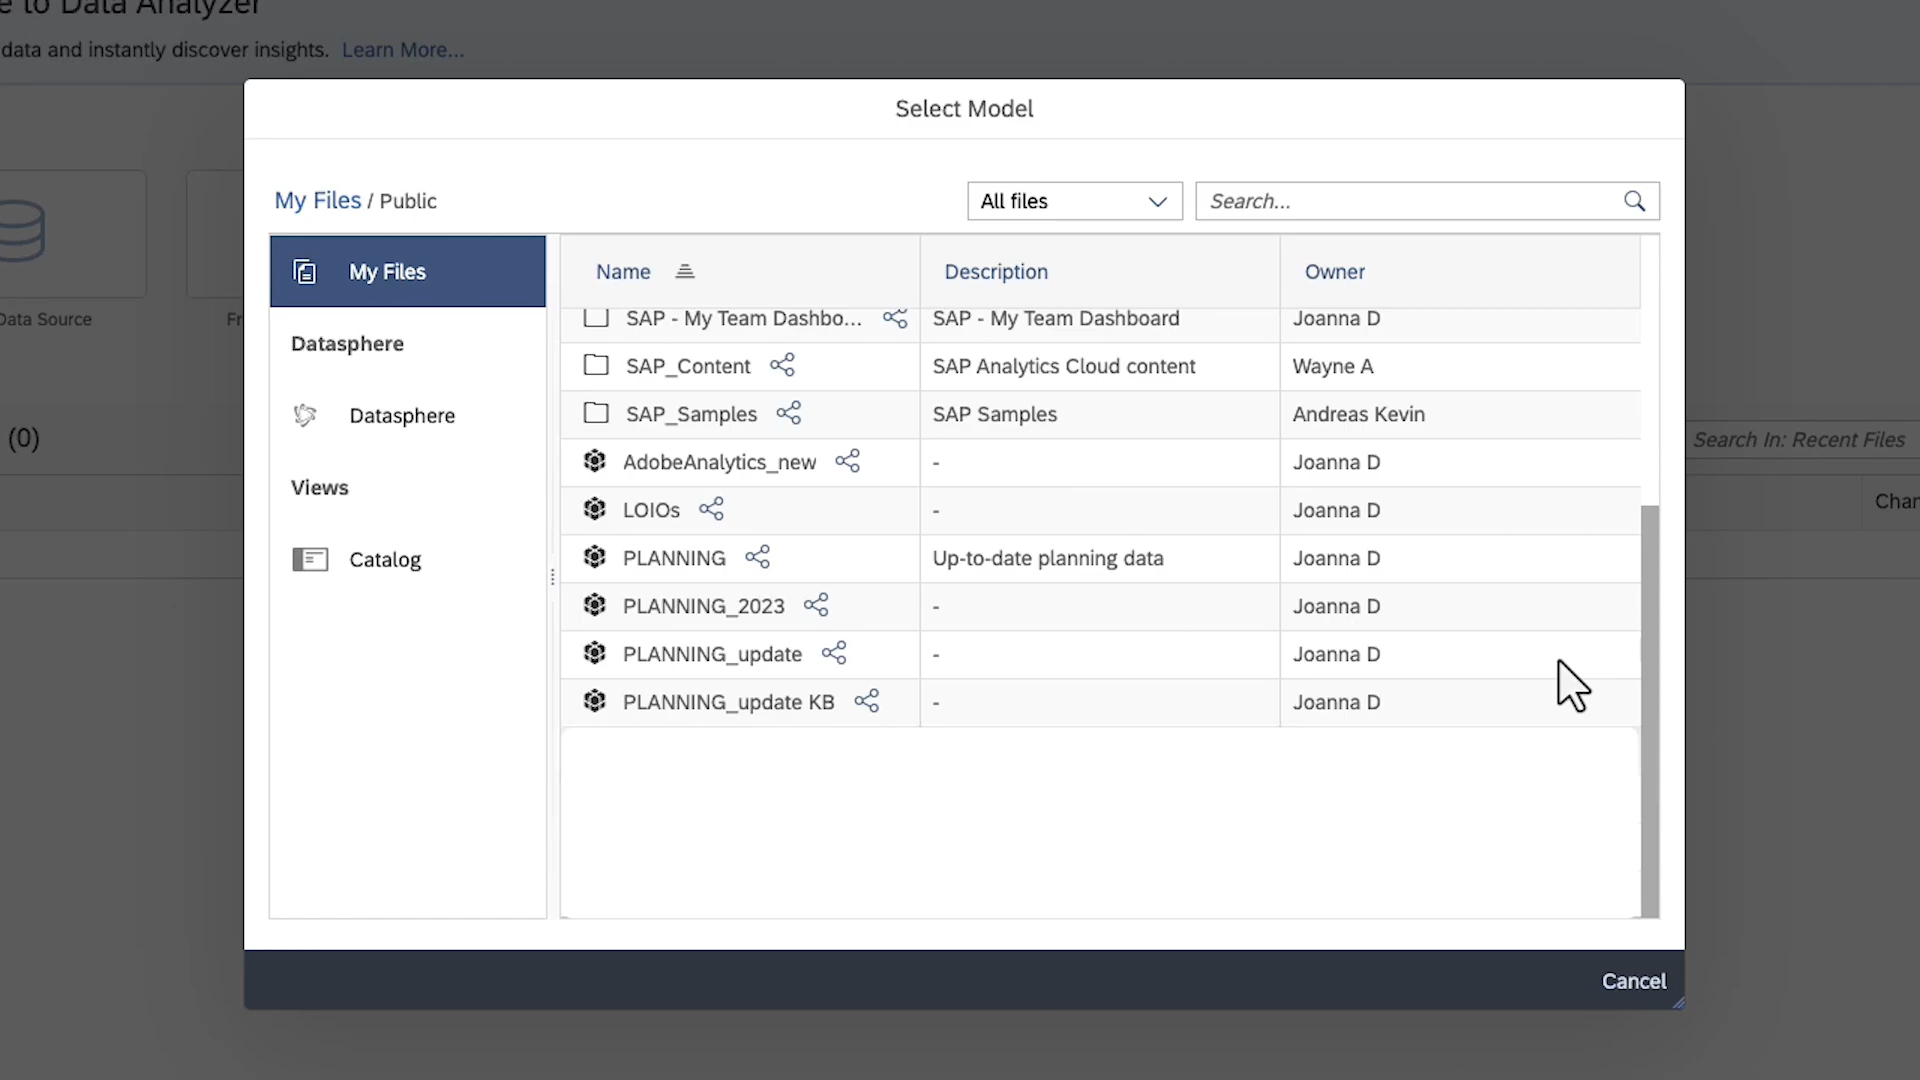 e to Data Analyzer
data and instantly discover insights. Learn More...
Select Model
My Files / Public
All files
Search...
My Files
Name
Description
Owner
SAP - My Team Dashbo...
SAP - My Team Dashboard
Joanna D
Data Source
Fr
Datasphere
SAP_Content
SAP Analytics Cloud content
Wayne A
Datasphere
SAP_Samples
SAP Samples
Andreas Kevin
(0)
Search In: Recent Files
AdobeAnalytics_new
-
Joanna D
Views
LOIOs
-
Joanna D
Char
Catalog
PLANNING
Up-to-date planning data
Joanna D
PLANNING_2023
-
Joanna D
PLANNING_update
-
Joanna D
PLANNING_update KB
-
Joanna D
Cancel